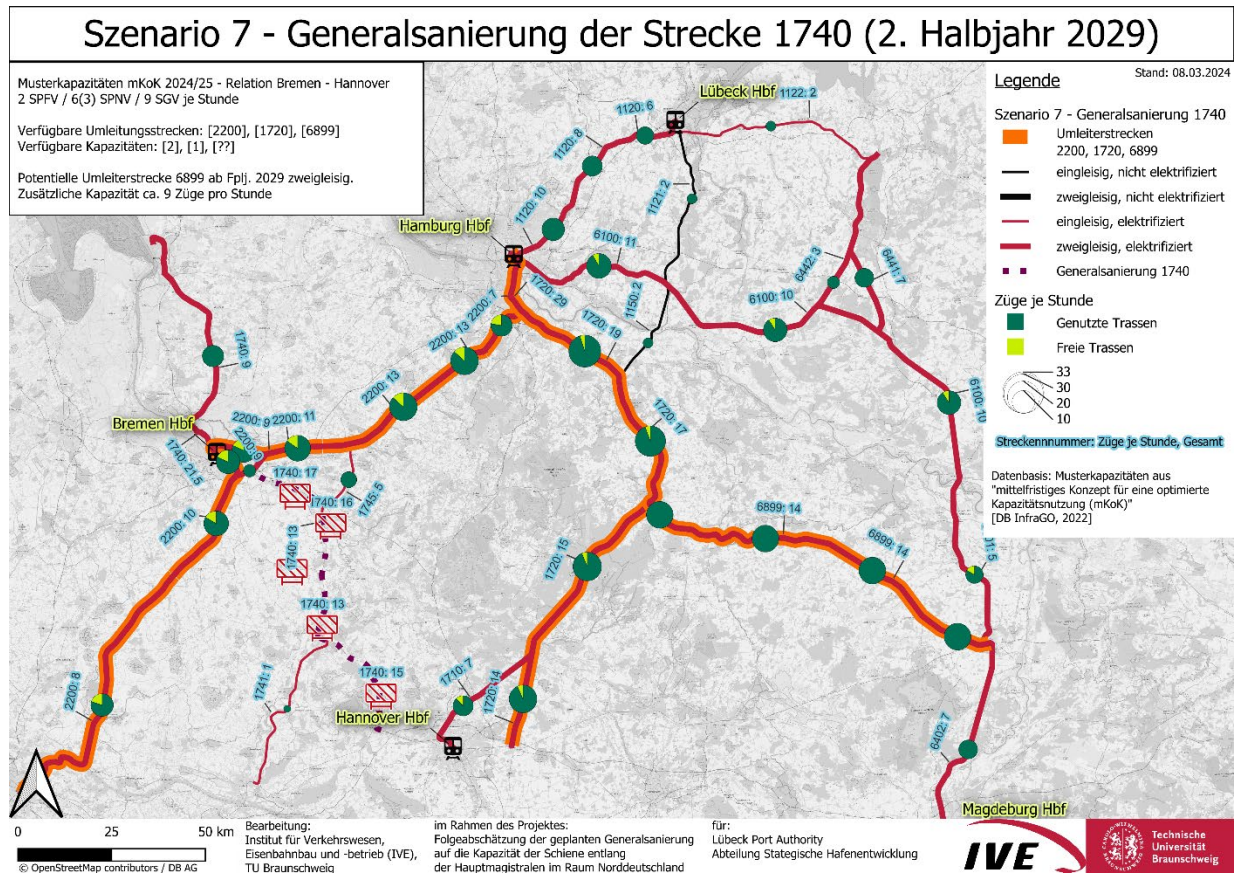 Szenario 7 - Generalsanierung der Strecke 1740 (2. Halbjahr 2029)
Musterkapazitäten mKoK 2024/25 - Relation Bremen - Hannover
2 SPFV / 6(3) SPNV / 9 SGV je Stunde
Verfügbare Umleitungsstrecken: [2200], [1720], [6899]
Verfügbare Kapazitäten: [2], [1], [??]
Potentielle Umleiterstrecke 6899 ab Fplj. 2029 zweigleisig.
Zusätzliche Kapazität ca. 9 Züge pro Stunde
Stand: 08.03.2024
Legende
Szenario 7 - Generalsanierung 1740
Umleiterstrecken
2200, 1720, 6899
eingleisig, nicht elektrifiziert
zweigleisig, nicht elektrifiziert
eingleisig, elektrifiziert
zweigleisig, elektrifiziert
Generalsanierung 1740
Züge je Stunde
Genutzte Trassen
Freie Trassen
33
30
20
10
Streckennnummer: Züge je Stunde, Gesamt
Datenbasis: Musterkapazitäten aus
"mittelfristiges Konzept für eine optimierte
Kapazitätsnutzung (mKoK)"
[DB InfraGO, 2022]
Lübeck Hbf
1122: 2
1120: 6
1120: 8
1120: 10
1121: 2
Hamburg Hbf
6100: 11
6442: 3
6441: 7
1150: 2
6100: 10
1720: 29
2200: 7
1720: 19
2200: 13
1740: 9
2200: 13
6100: 10
Bremen Hbf
2200: 9
2200: 11
2200: 9
1740: 21.5
1720: 17
1740: 17
1740: 16
1745: 5
2200: 10
1740: 13
6899: 14
6899: 14
1720: 15
1740: 13
1740: 15
1710: 7
1741: 1
2200: 8
1720: 14
Hannover Hbf
6402: 7
Magdeburg Hbf
0 25 50 km
© OpenStreetMap contributors / DB AG
Bearbeitung:
Institut für Verkehrswesen,
Eisenbahnbau und -betrieb (IVE),
TU Braunschweig
im Rahmen des Projektes:
Folgeabschätzung der geplanten Generalsanierung
auf die Kapazität der Schiene entlang
der Hauptmagistralen im Raum Norddeutschland
für:
Lübeck Port Authority
Abteilung Stategische Hafenentwicklung
IVE
Technische
Universität
Braunschweig